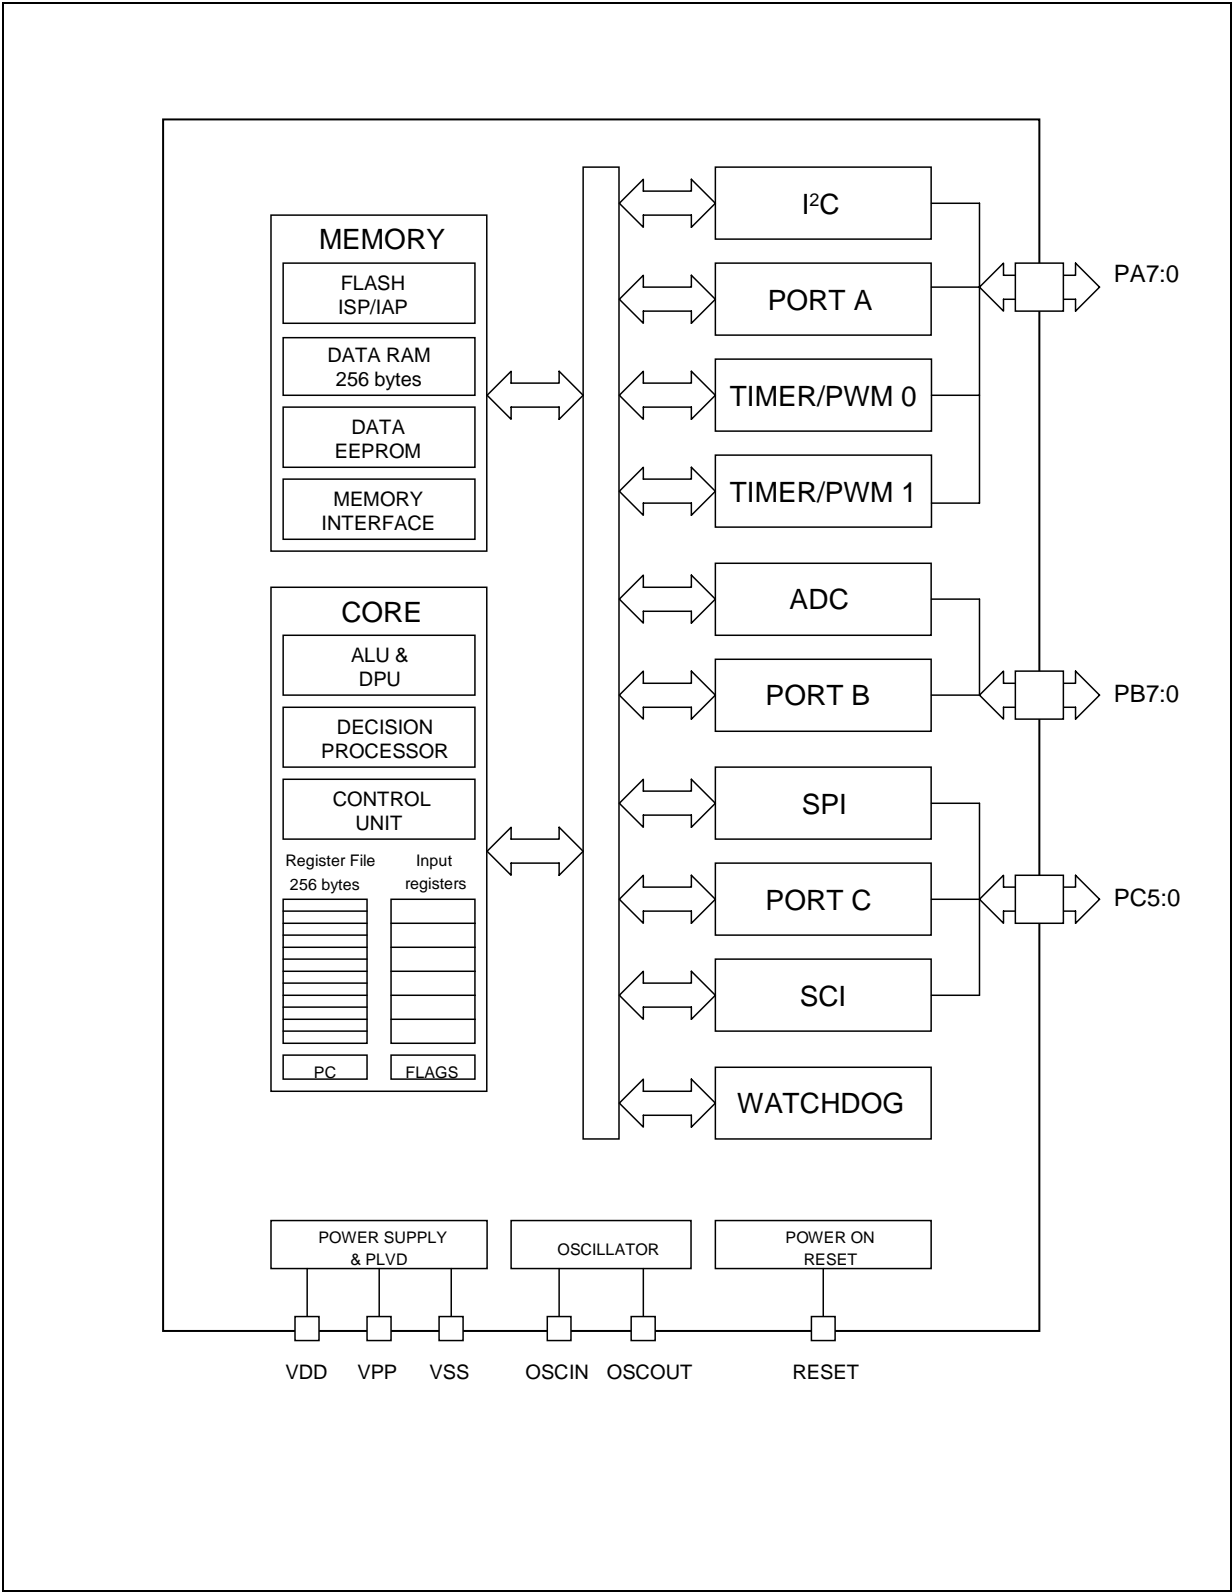 MEMORY
FLASH
ISP/IAP
DATA RAM
256 bytes
DATA
EEPROM
MEMORY
INTERFACE
CORE
ALU &
DPU
DECISION
PROCESSOR
CONTROL
UNIT
Register File
256 bytes
Input
registers
PC
FLAGS
I²C
PORT A
TIMER/PWM 0
TIMER/PWM 1
ADC
PORT B
SPI
PORT C
SCI
WATCHDOG
PA7:0
PB7:0
PC5:0
POWER SUPPLY
& PLVD
OSCILLATOR
POWER ON
RESET
VDD
VPP
VSS
OSCIN
OSCOUT
RESET